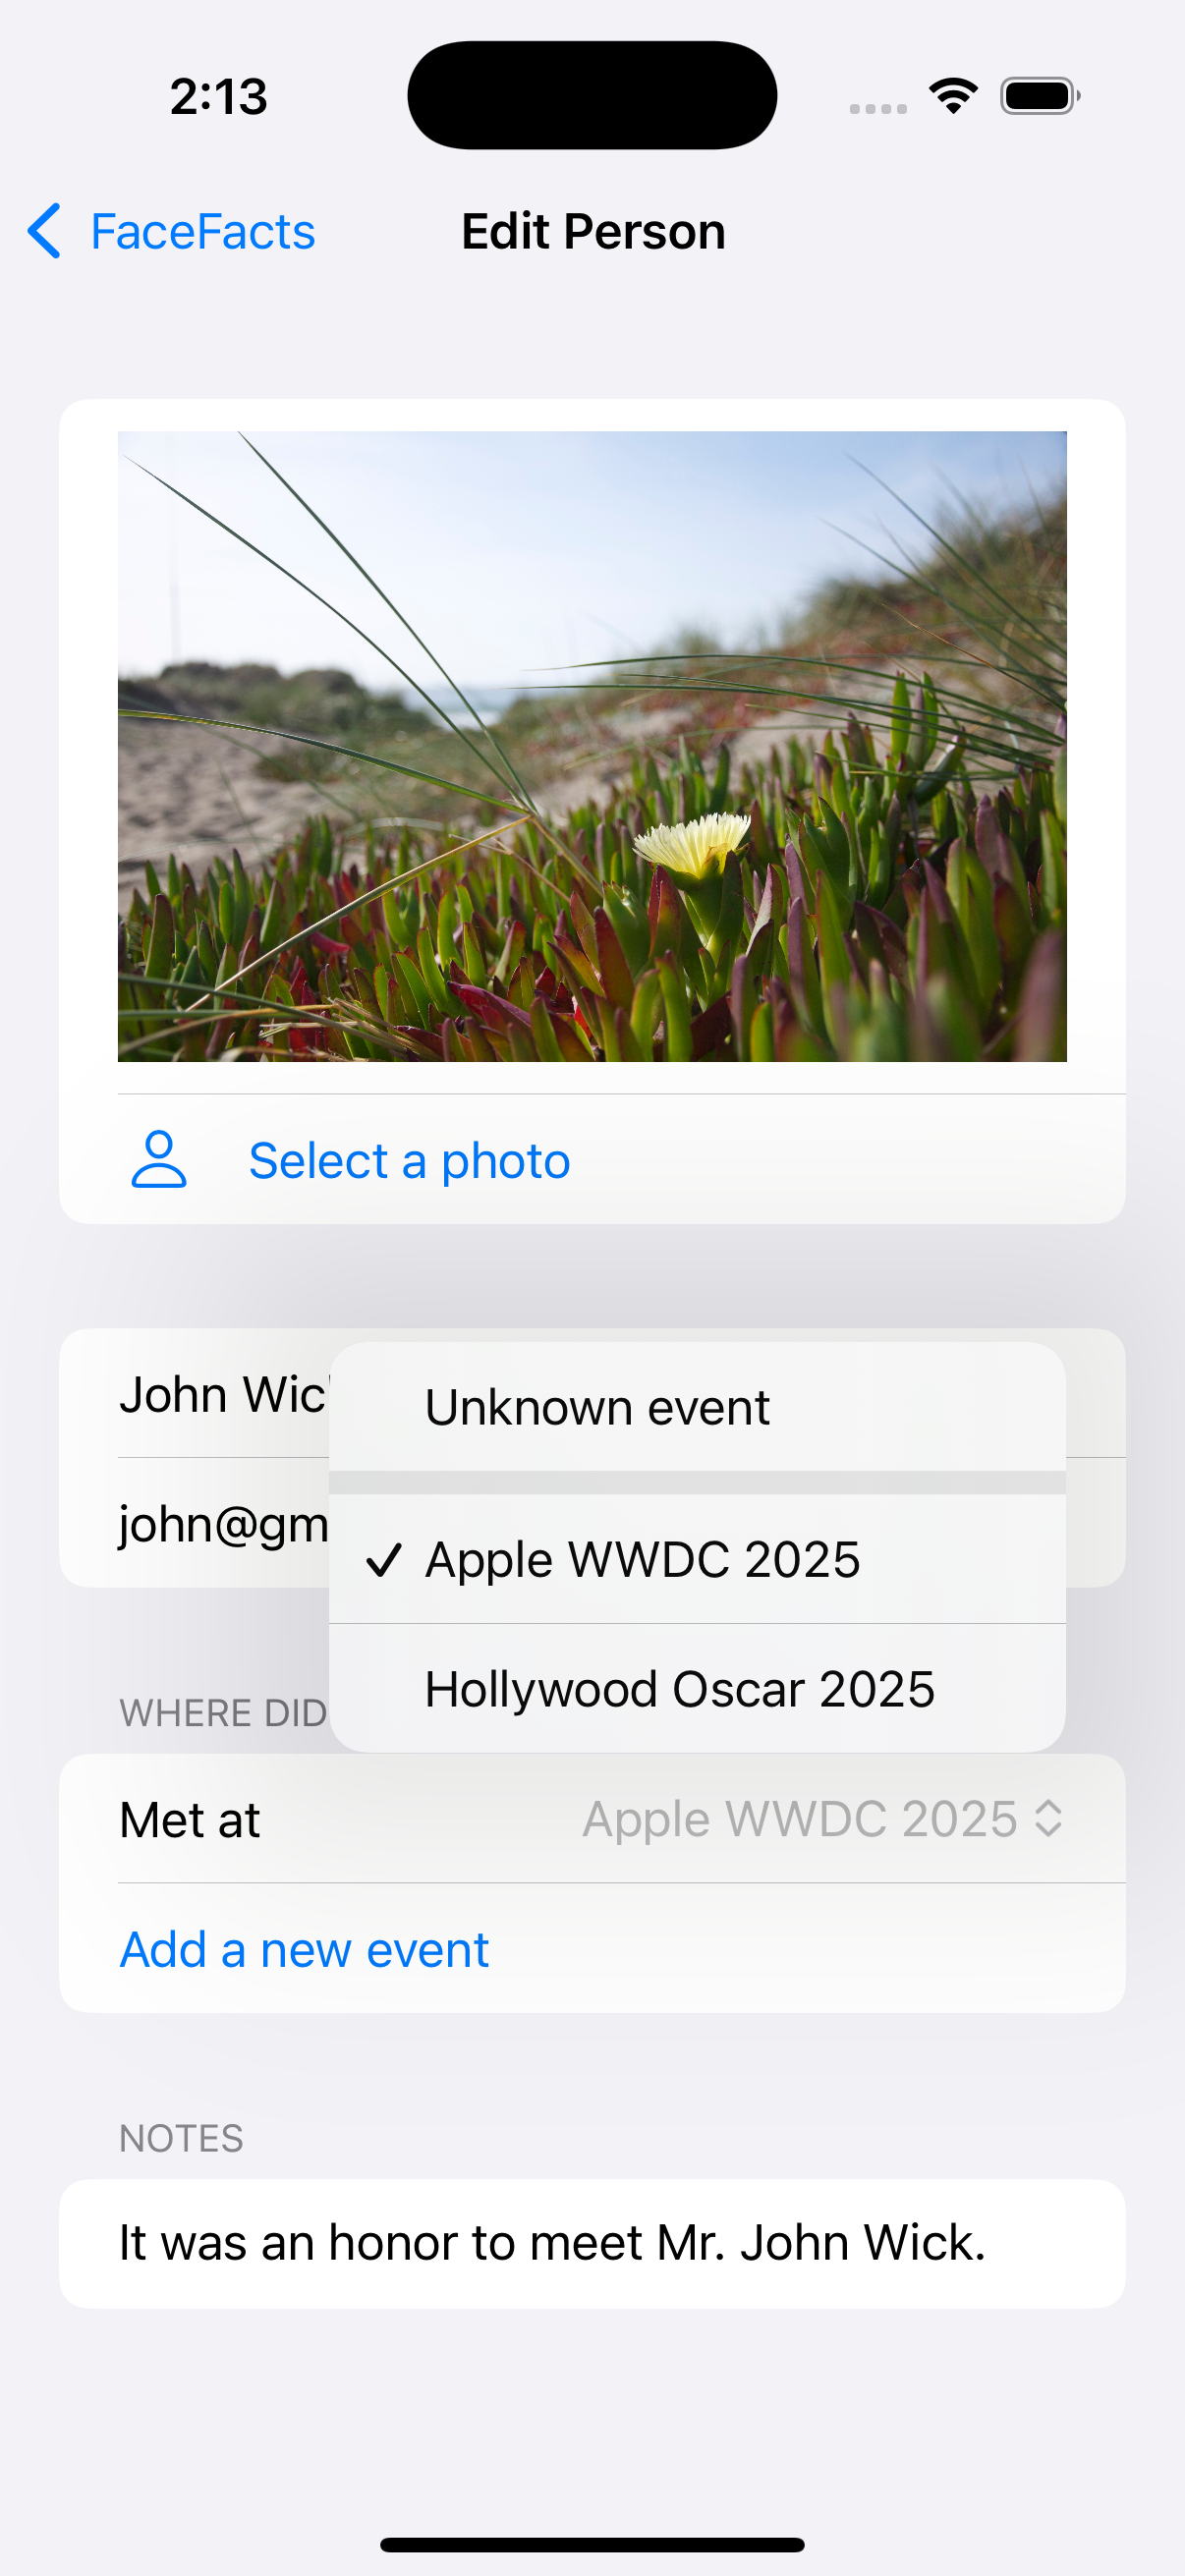 2:13
FaceFacts
Edit Person
Select a photo
John Wic
Unknown event
john@gm
Apple WWDC 2025
Hollywood Oscar 2025
WHERE DID
Met at
Apple WWDC 2025
Add a new event
NOTES
It was an honor to meet Mr. John Wick.